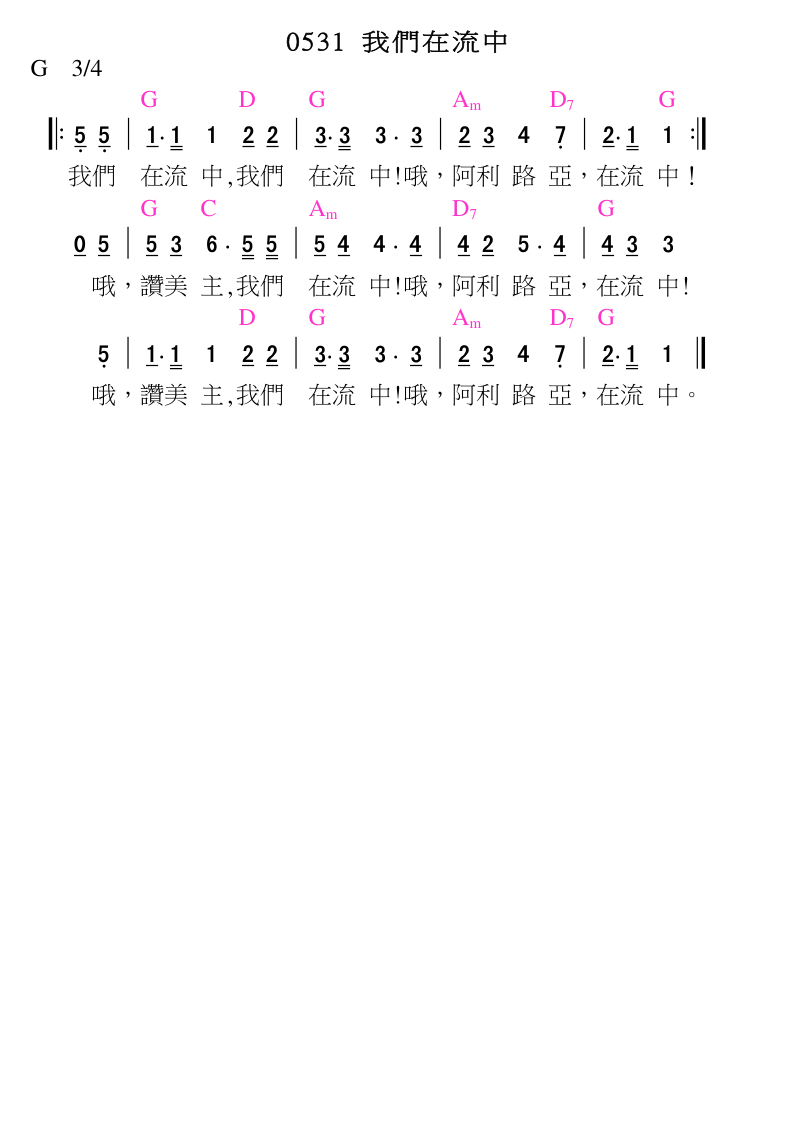 0531 我們在流中
G 3/4
G D G Am D7 G
5 5 | 1· 1 1 2 2 | 3· 3 3 · 3 | 2 3 4 7 | 2· 1 1
我們 在流 中,我們 在流 中!哦，阿利 路 亞，在流 中!
G C Am D7 G
0 5 | 5 3 6 · 5 5 | 5 4 4 · 4 | 4 2 5 · 4 | 4 3 3
哦，讚美 主,我們 在流 中!哦，阿利 路 亞，在流 中!
D G Am D7 G
5 | 1· 1 1 2 2 | 3· 3 3 · 3 | 2 3 4 7 | 2· 1 1
哦，讚美 主,我們 在流 中!哦，阿利 路 亞，在流 中。